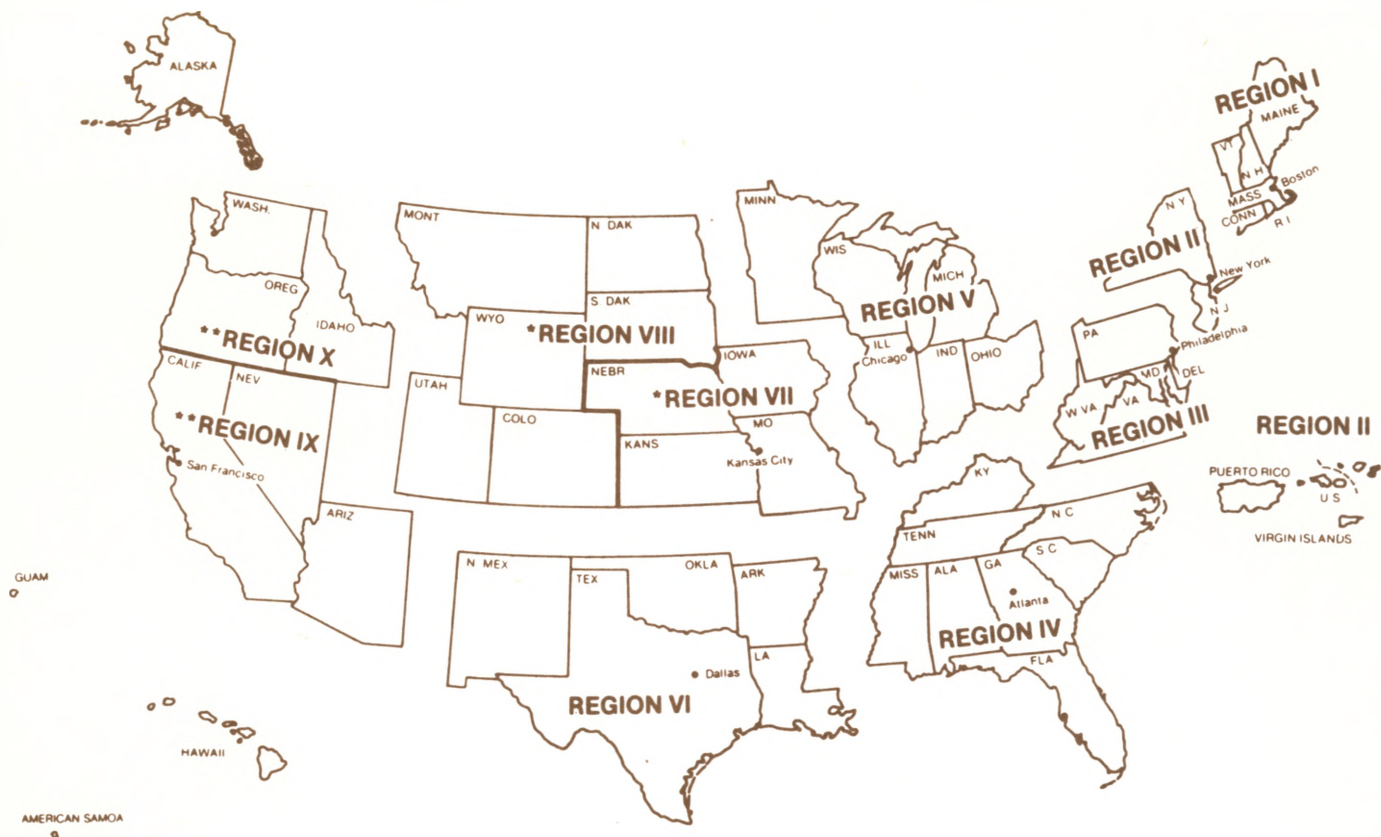 ALASKA
REGION I
MAINE
VT
N H
Boston
MASS
CONN
R I
N Y
REGION II
New York
N J
WASH.
MONT
N DAK
MINN
WIS
MICH
REGION V
OREG
IDAHO
**REGION X
WYO
S DAK
*REGION VIII
IOWA
ILL
Chicago
IND
OHIO
PA
Philadelphia
MD
DEL
W VA
VA
REGION III
CALIF
NEV
UTAH
NEBR
*REGION VII
**REGION IX
COLO
KANS
MO
Kansas City
San Francisco
REGION II
PUERTO RICO
U S
VIRGIN ISLANDS
KY
ARIZ
TENN
N C
S C
N MEX
TEX
OKLA
ARK
MISS
ALA
GA
Atlanta
REGION IV
GUAM
LA
FLA
Dallas
REGION VI
HAWAII
AMERICAN SAMOA